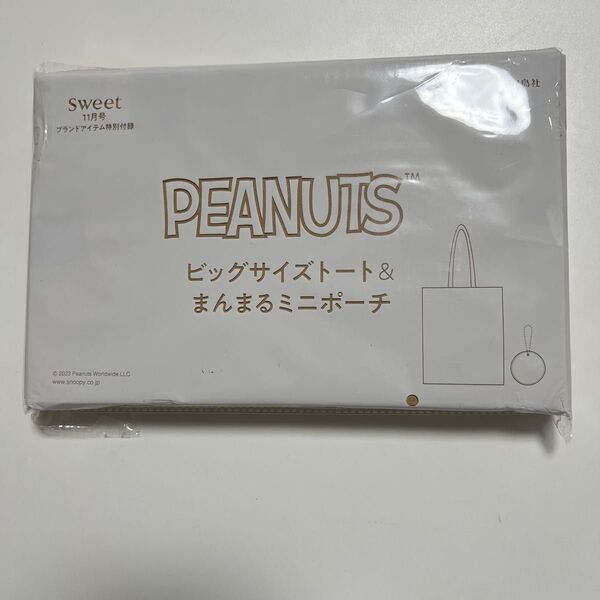 sweet
11月号
ブランドアイテム特別付録
島社
PEANUTS™
ビッグサイズトート&
まんまるミニポーチ
© 2023 Peanuts Worldwide LLC
www.snoopy.co.jp